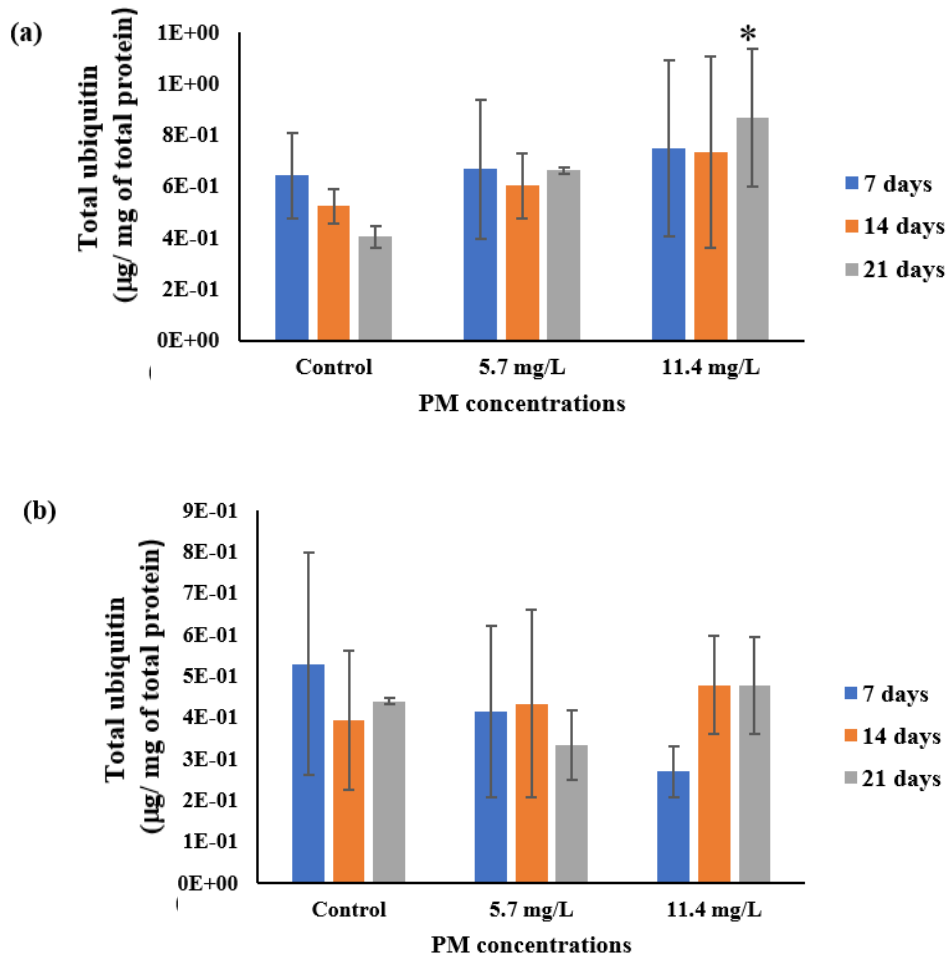 (a)
Total ubiquitin
(µg/ mg of total protein)
1E+00
1E+00
8E-01
6E-01
4E-01
2E-01
0E+00
*
Control
5.7 mg/L
11.4 mg/L
PM concentrations
7 days
14 days
21 days
(b)
Total ubiquitin
(µg/ mg of total protein)
9E-01
8E-01
7E-01
6E-01
5E-01
4E-01
3E-01
2E-01
1E-01
0E+00
Control
5.7 mg/L
11.4 mg/L
PM concentrations
7 days
14 days
21 days